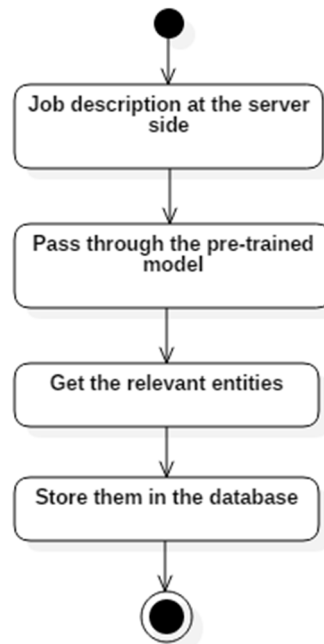 Job description at the server
side
Pass through the pre-trained
model
Get the relevant entities
Store them in the database